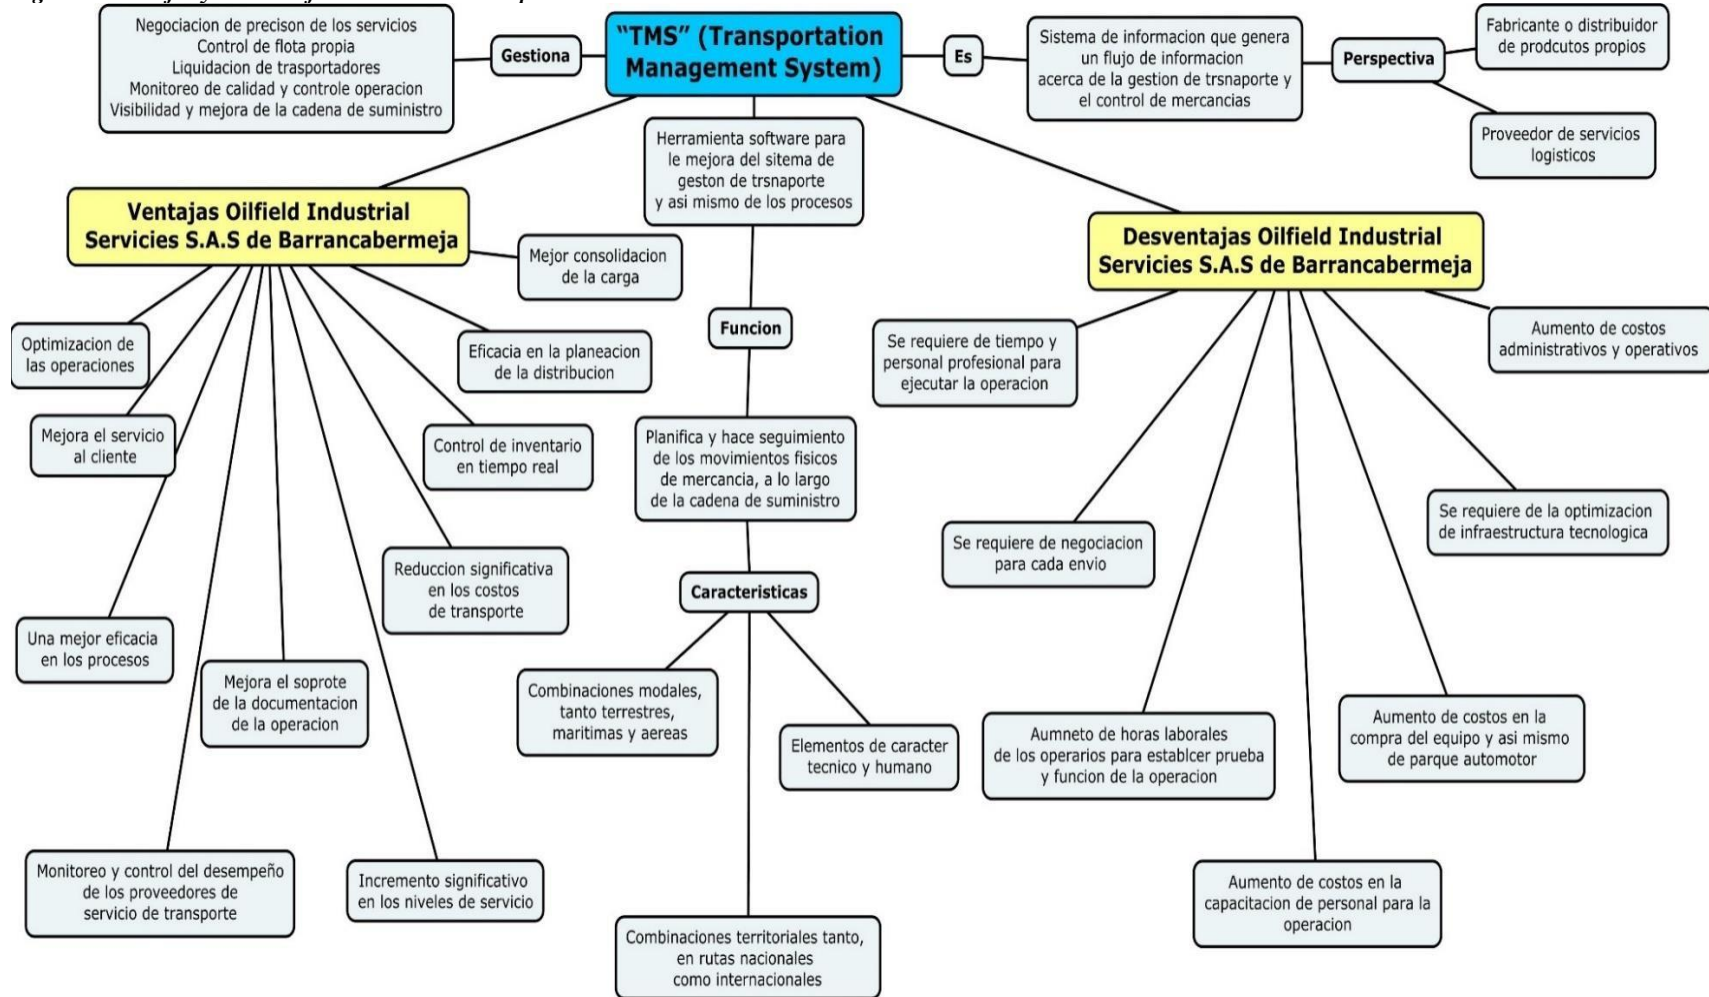 Negociacion de precison de los servicios
Control de flota propia
Liquidacion de trasportadores
Monitoreo de calidad y controle operacion
Visibilidad y mejora de la cadena de suministro
Gestiona
“TMS” (Transportation
Management System)
Es
Sistema de informacion que genera
un flujo de informacion
acerca de la gestion de trsnaporte y
el control de mercancias
Perspectiva
Fabricante o distribuidor
de prodcutos propios
Proveedor de servicios
logisticos
Herramienta software para
le mejora del sitema de
geston de trsnaporte
y asi mismo de los procesos
Ventajas Oilfield Industrial
Servicies S.A.S de Barrancabermeja
Desventajas Oilfield Industrial
Servicies S.A.S de Barrancabermeja
Mejor consolidacion
de la carga
Optimizacion de
las operaciones
Eficacia en la planeacion
de la distribucion
Mejora el servicio
al cliente
Control de inventario
en tiempo real
Reduccion significativa
en los costos
de transporte
Una mejor eficacia
en los procesos
Mejora el soprote
de la documentacion
de la operacion
Monitoreo y control del desempeño
de los proveedores de
servicio de transporte
Incremento significativo
en los niveles de servicio
Funcion
Planifica y hace seguimiento
de los movimientos fisicos
de mercancia, a lo largo
de la cadena de suministro
Caracteristicas
Combinaciones modales,
tanto terrestres,
maritimas y aereas
Elementos de caracter
tecnico y humano
Combinaciones territoriales tanto,
en rutas nacionales
como internacionales
Se requiere de tiempo y
personal profesional para
ejecutar la operacion
Aumento de costos
administrativos y operativos
Se requiere de la optimizacion
de infraestructura tecnologica
Se requiere de negociacion
para cada envio
Aumneto de horas laborales
de los operarios para establcer prueba
y funcion de la operacion
Aumento de costos en la
compra del equipo y asi mismo
de parque automotor
Aumento de costos en la
capacitacion de personal para la
operacion